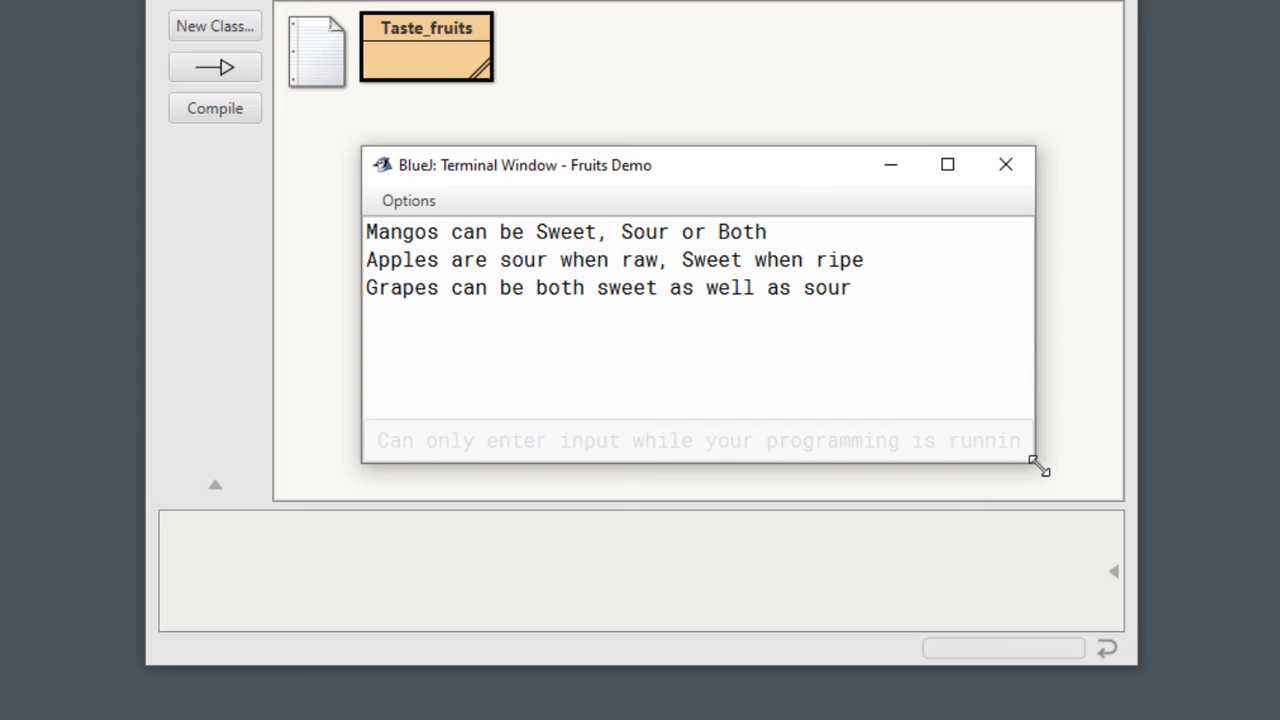 New Class...
Taste_fruits
Compile
BlueJ: Terminal Window - Fruits Demo
Options
Mangos can be Sweet, Sour or Both
Apples are sour when raw, Sweet when ripe
Grapes can be both sweet as well as sour
Can only enter input while your programming is runnin